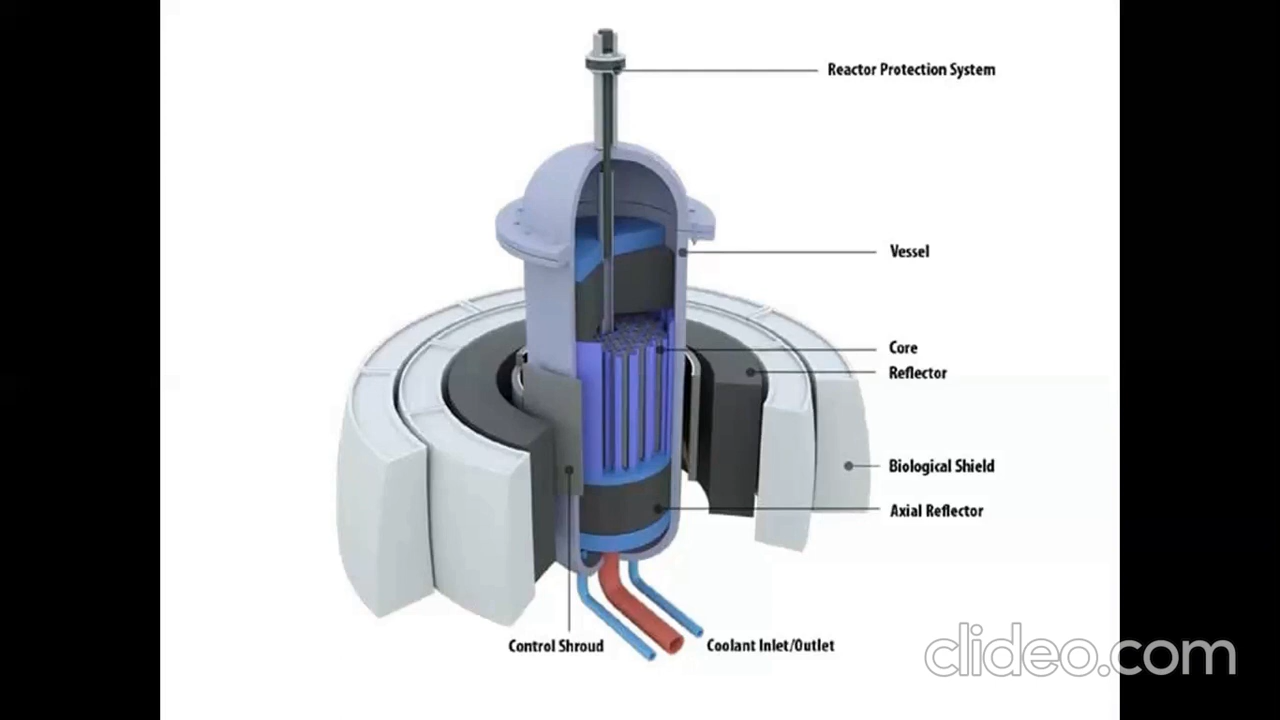 Reactor Protection System
Vessel
Core
Reflector
Biological Shield
Axial Reflector
Control Shroud
Coolant Inlet/Outlet
clideo.com